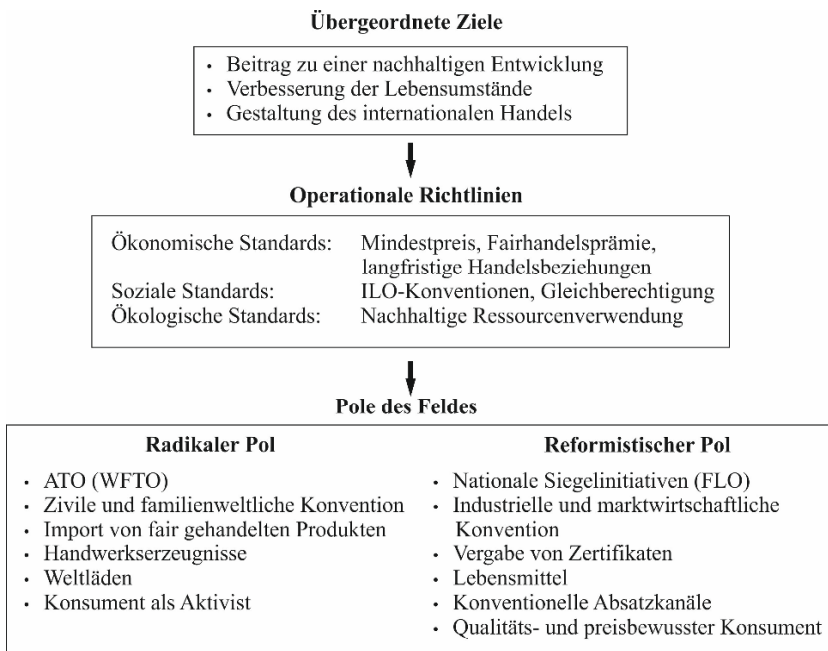 Übergeordnete Ziele
• Beitrag zu einer nachhaltigen Entwicklung
• Verbesserung der Lebensumstände
• Gestaltung des internationalen Handels
Operationale Richtlinien
Ökonomische Standards: Mindestpreis, Fairhandelsprämie,
langfristige Handelsbeziehungen
Soziale Standards: ILO-Konventionen, Gleichberechtigung
Ökologische Standards: Nachhaltige Ressourcenverwendung
Pole des Feldes
Radikaler Pol
• ATO (WFTO)
• Zivile und familienweltliche Konvention
• Import von fair gehandelten Produkten
• Handwerkserzeugnisse
• Weltläden
• Konsument als Aktivist
Reformistischer Pol
• Nationale Siegelinitiativen (FLO)
• Industrielle und marktwirtschaftliche
Konvention
• Vergabe von Zertifikaten
• Lebensmittel
• Konventionelle Absatzkanäle
• Qualitäts- und preisbewusster Konsument